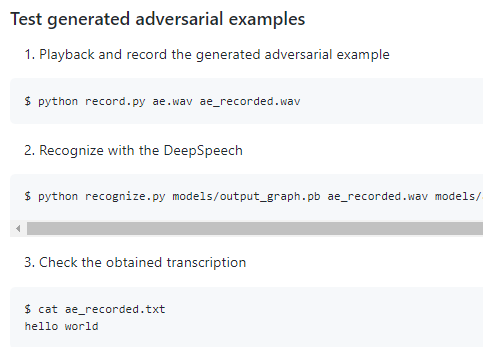 Test generated adversarial examples
1. Playback and record the generated adversarial example
$ python record.py ae.wav ae_recorded.wav
2. Recognize with the DeepSpeech
$ python recognize.py models/output_graph.pb ae_recorded.wav models/
3. Check the obtained transcription
$ cat ae_recorded.txt
hello world